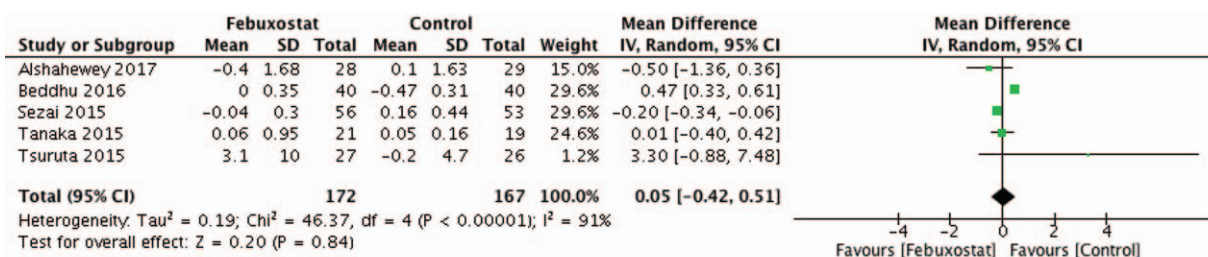 Febuxostat Control Mean Difference Mean Difference
Study or Subgroup Mean SD Total Mean SD Total Weight IV, Random, 95% CI IV, Random, 95% CI
Alshahewey 2017 -0.4 1.68 28 0.1 1.63 29 15.0% -0.50 [-1.36, 0.36]
Beddhu 2016 0 0.35 40 -0.47 0.31 40 29.6% 0.47 [0.33, 0.61]
Sezai 2015 -0.04 0.3 56 0.16 0.44 53 29.6% -0.20 [-0.34, -0.06]
Tanaka 2015 0.06 0.95 21 0.05 0.16 19 24.6% 0.01 [-0.40, 0.42]
Tsuruta 2015 3.1 10 27 -0.2 4.7 26 1.2% 3.30 [-0.88, 7.48]
Total (95% CI) 172 167 100.0% 0.05 [-0.42, 0.51]
Heterogeneity: Tau² = 0.19; Chi² = 46.37, df = 4 (P < 0.00001); I² = 91%
Test for overall effect: Z = 0.20 (P = 0.84)
-4 -2 0 2 4
Favours [Febuxostat] Favours [Control]